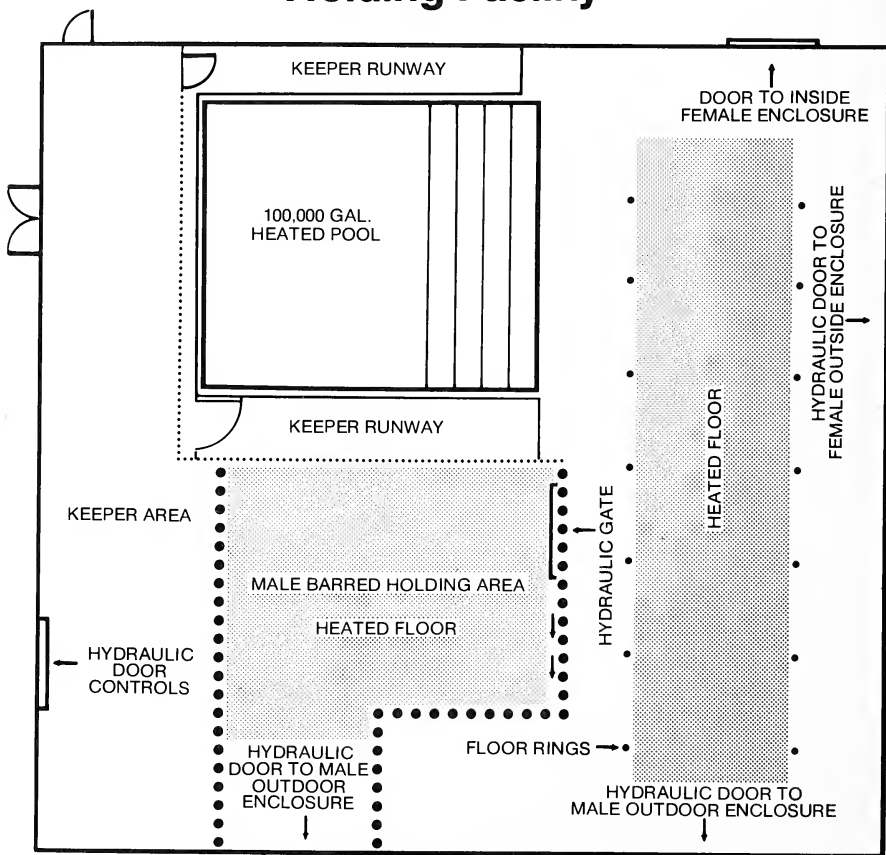 Holding Facility
KEEPER RUNWAY
DOOR TO INSIDE
FEMALE ENCLOSURE
100,000 GAL.
HEATED POOL
HYDRAULIC DOOR TO
FEMALE OUTSIDE ENCLOSURE
KEEPER RUNWAY
HEATED FLOOR
KEEPER AREA
HYDRAULIC GATE
MALE BARRED HOLDING AREA
HEATED FLOOR
HYDRAULIC
DOOR
CONTROLS
FLOOR RINGS
HYDRAULIC
DOOR TO MALE
OUTDOOR
ENCLOSURE
HYDRAULIC DOOR TO
MALE OUTDOOR ENCLOSURE